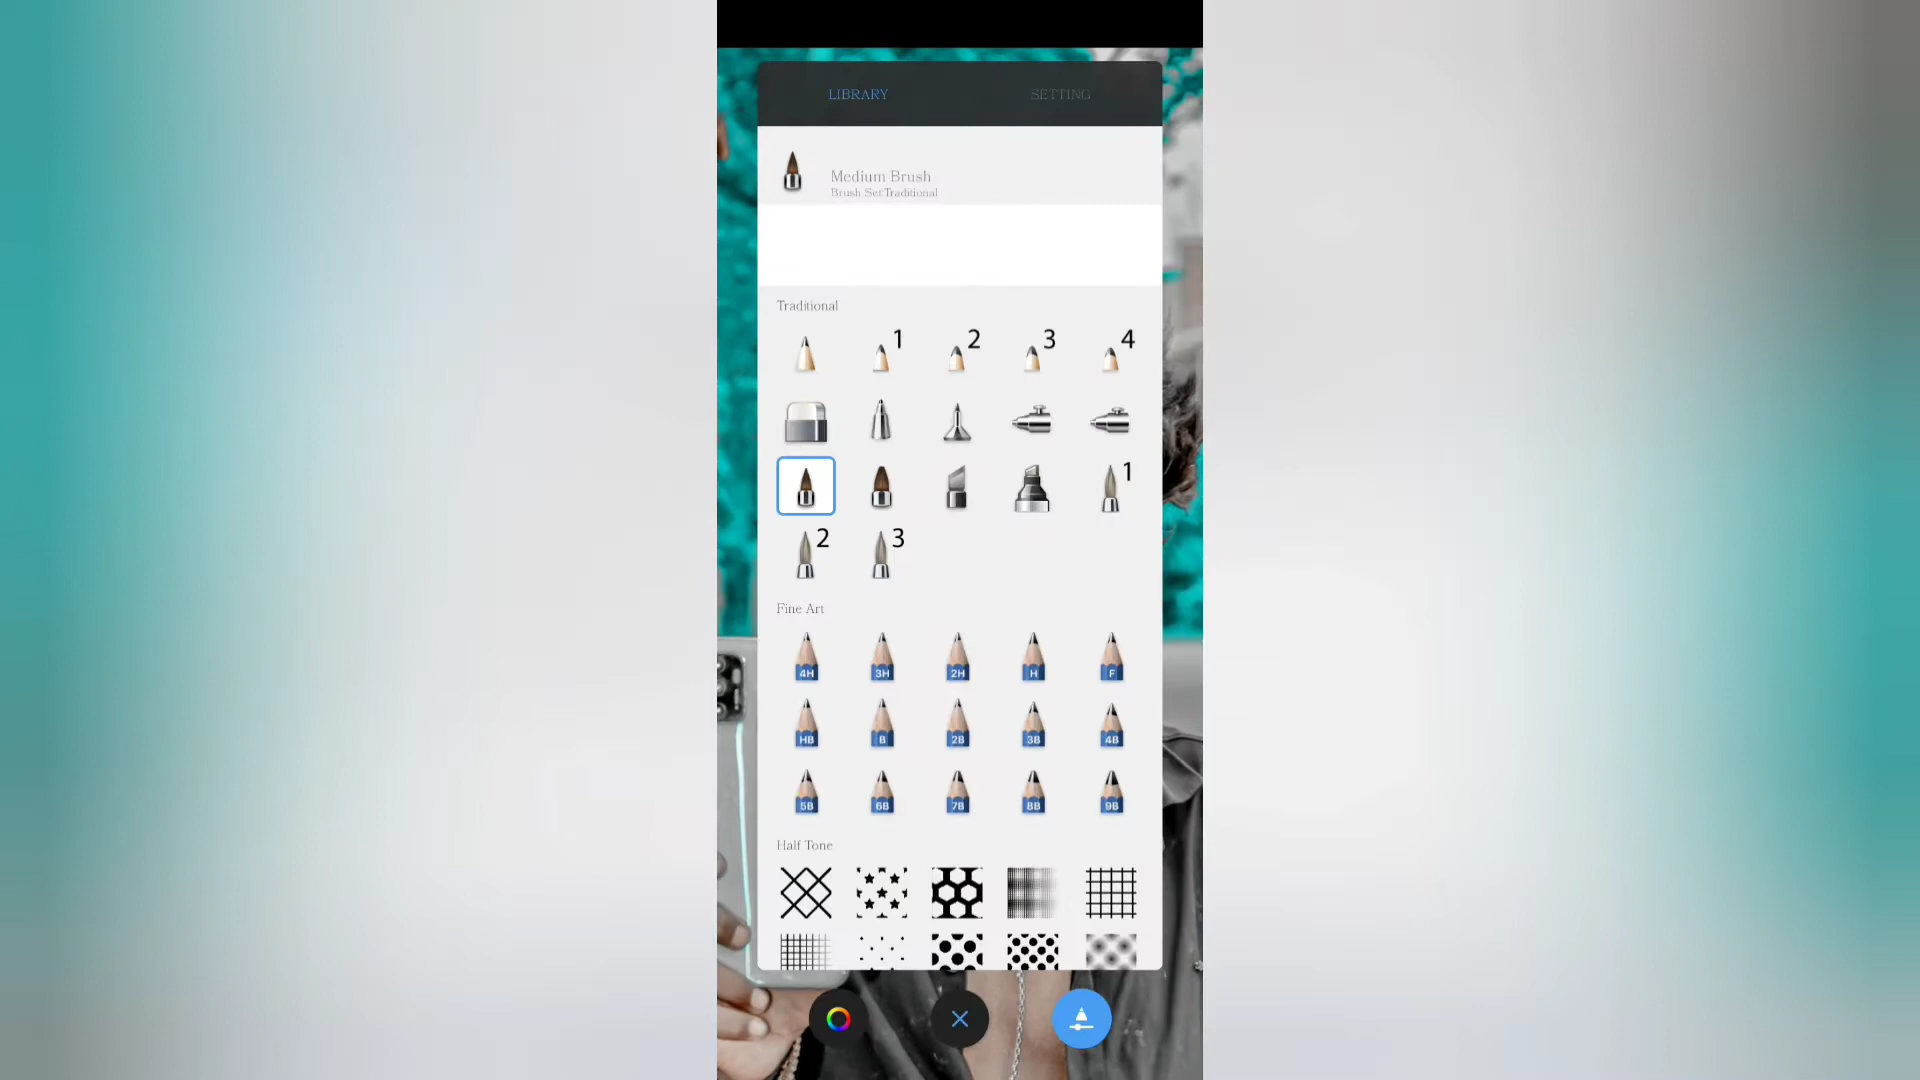 LIBRARY SETTING
Medium Brush
Brush Set:Traditional
Traditional
1 2 3 4
1
2 3
Fine Art
4H 3H 2H H F
HB B 2B 3B 4B
5B 6B 7B 8B 9B
Half Tone